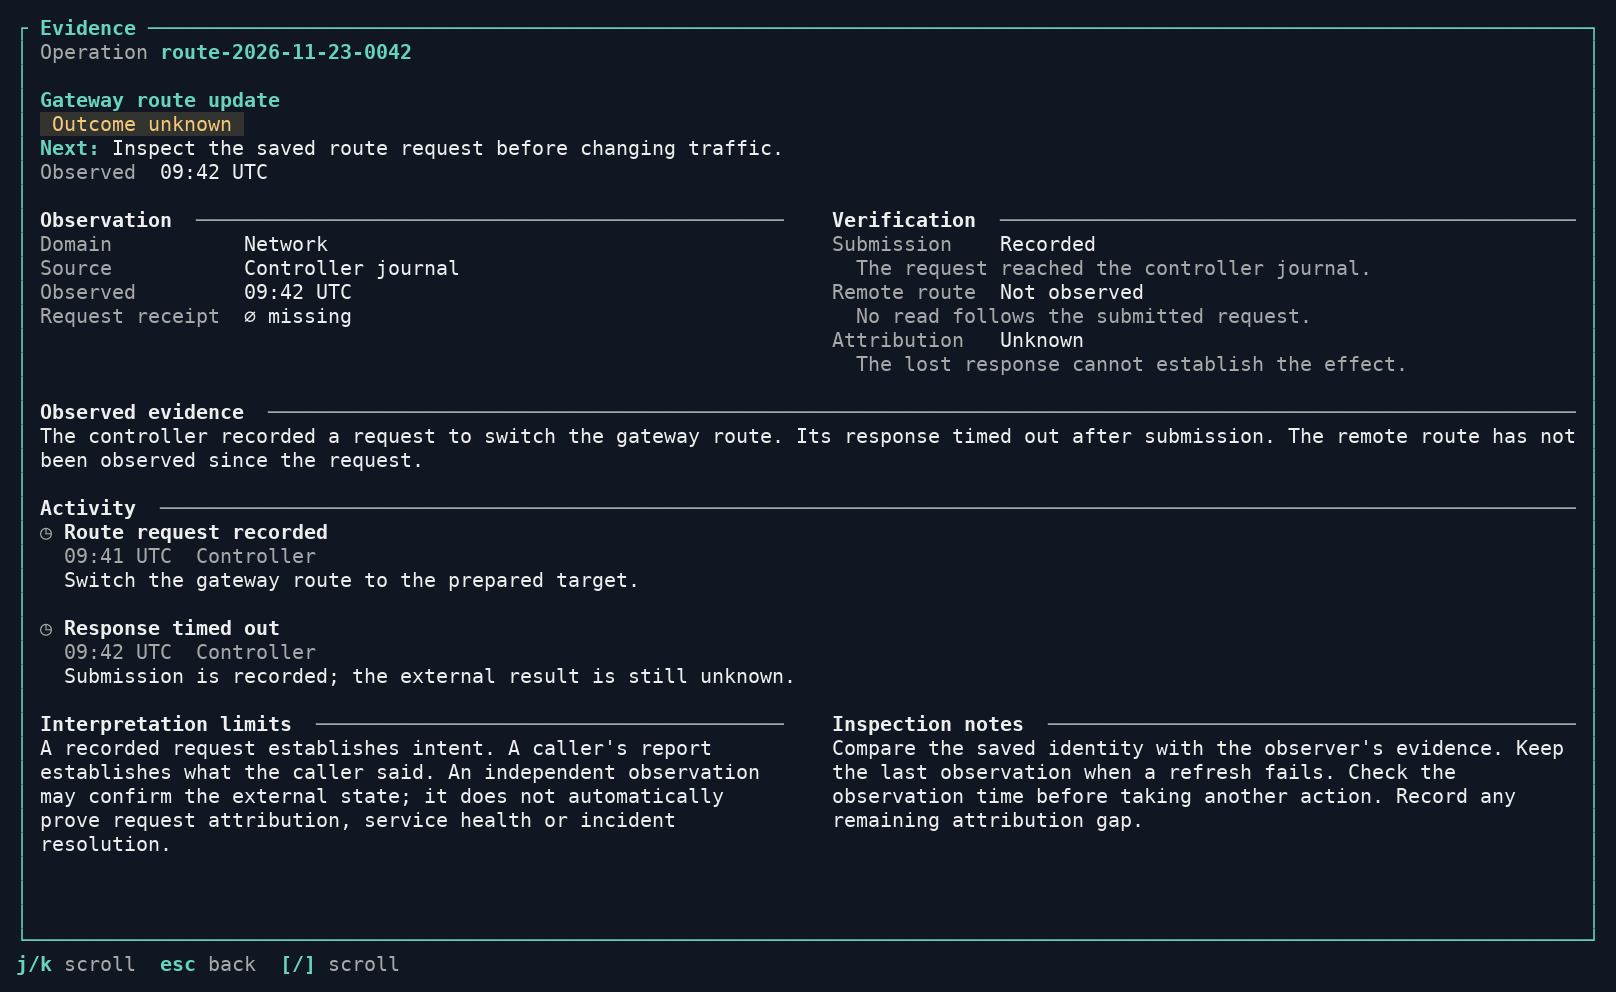 Evidence
Operation route-2026-11-23-0042
Gateway route update
Outcome unknown
Next: Inspect the saved route request before changing traffic.
Observed  09:42 UTC
Observation
Domain  Network
Source  Controller journal
Observed  09:42 UTC
Request receipt  ∅ missing
Verification
Submission  Recorded
The request reached the controller journal.
Remote route  Not observed
No read follows the submitted request.
Attribution  Unknown
The lost response cannot establish the effect.
Observed evidence
The controller recorded a request to switch the gateway route. Its response timed out after submission. The remote route has not
been observed since the request.
Activity
◷ Route request recorded
09:41 UTC  Controller
Switch the gateway route to the prepared target.
◷ Response timed out
09:42 UTC  Controller
Submission is recorded; the external result is still unknown.
Interpretation limits
A recorded request establishes intent. A caller's report
establishes what the caller said. An independent observation
may confirm the external state; it does not automatically
prove request attribution, service health or incident
resolution.
Inspection notes
Compare the saved identity with the observer's evidence. Keep
the last observation when a refresh fails. Check the
observation time before taking another action. Record any
remaining attribution gap.
j/k scroll  esc back  [/] scroll